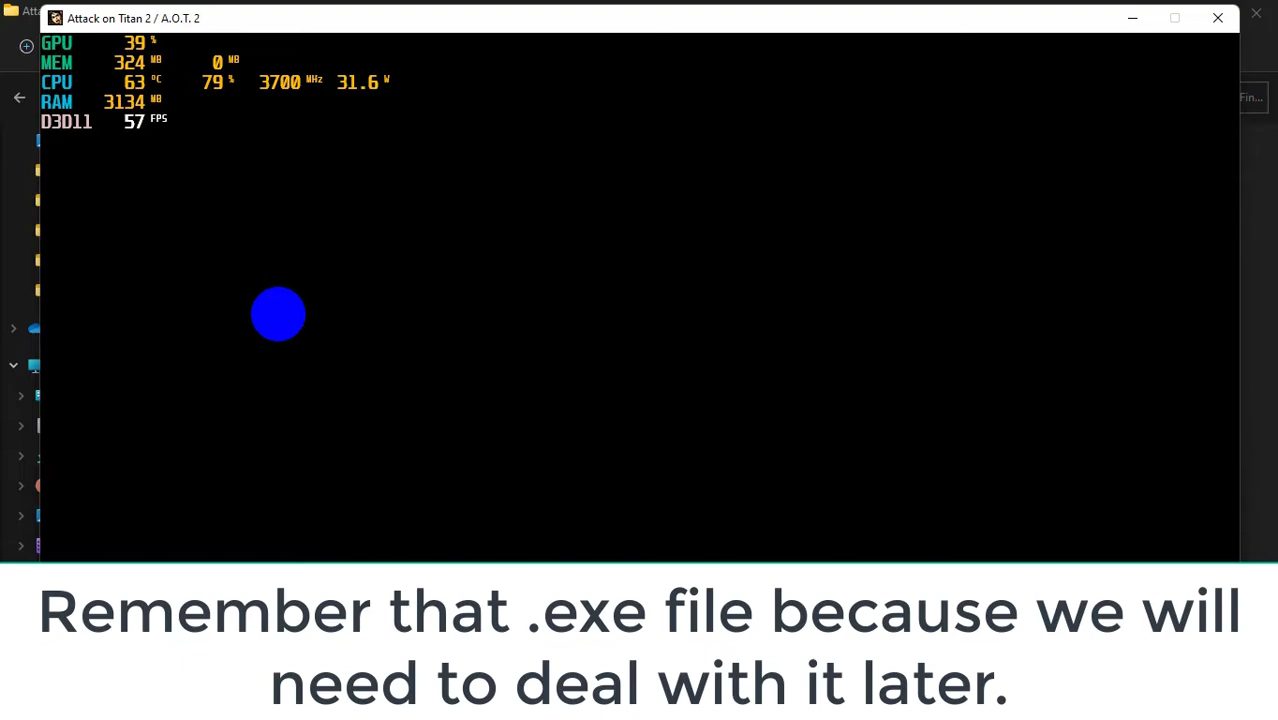 Atta
Attack on Titan 2 / A.O.T. 2
GPU 39 %
MEM 324 MB 0 MB
CPU 63 °C 79 % 3700 MHz 31.6 W
RAM 3134 MB
D3D11 57 FPS
Fin...
Remember that .exe file because we will
need to deal with it later.